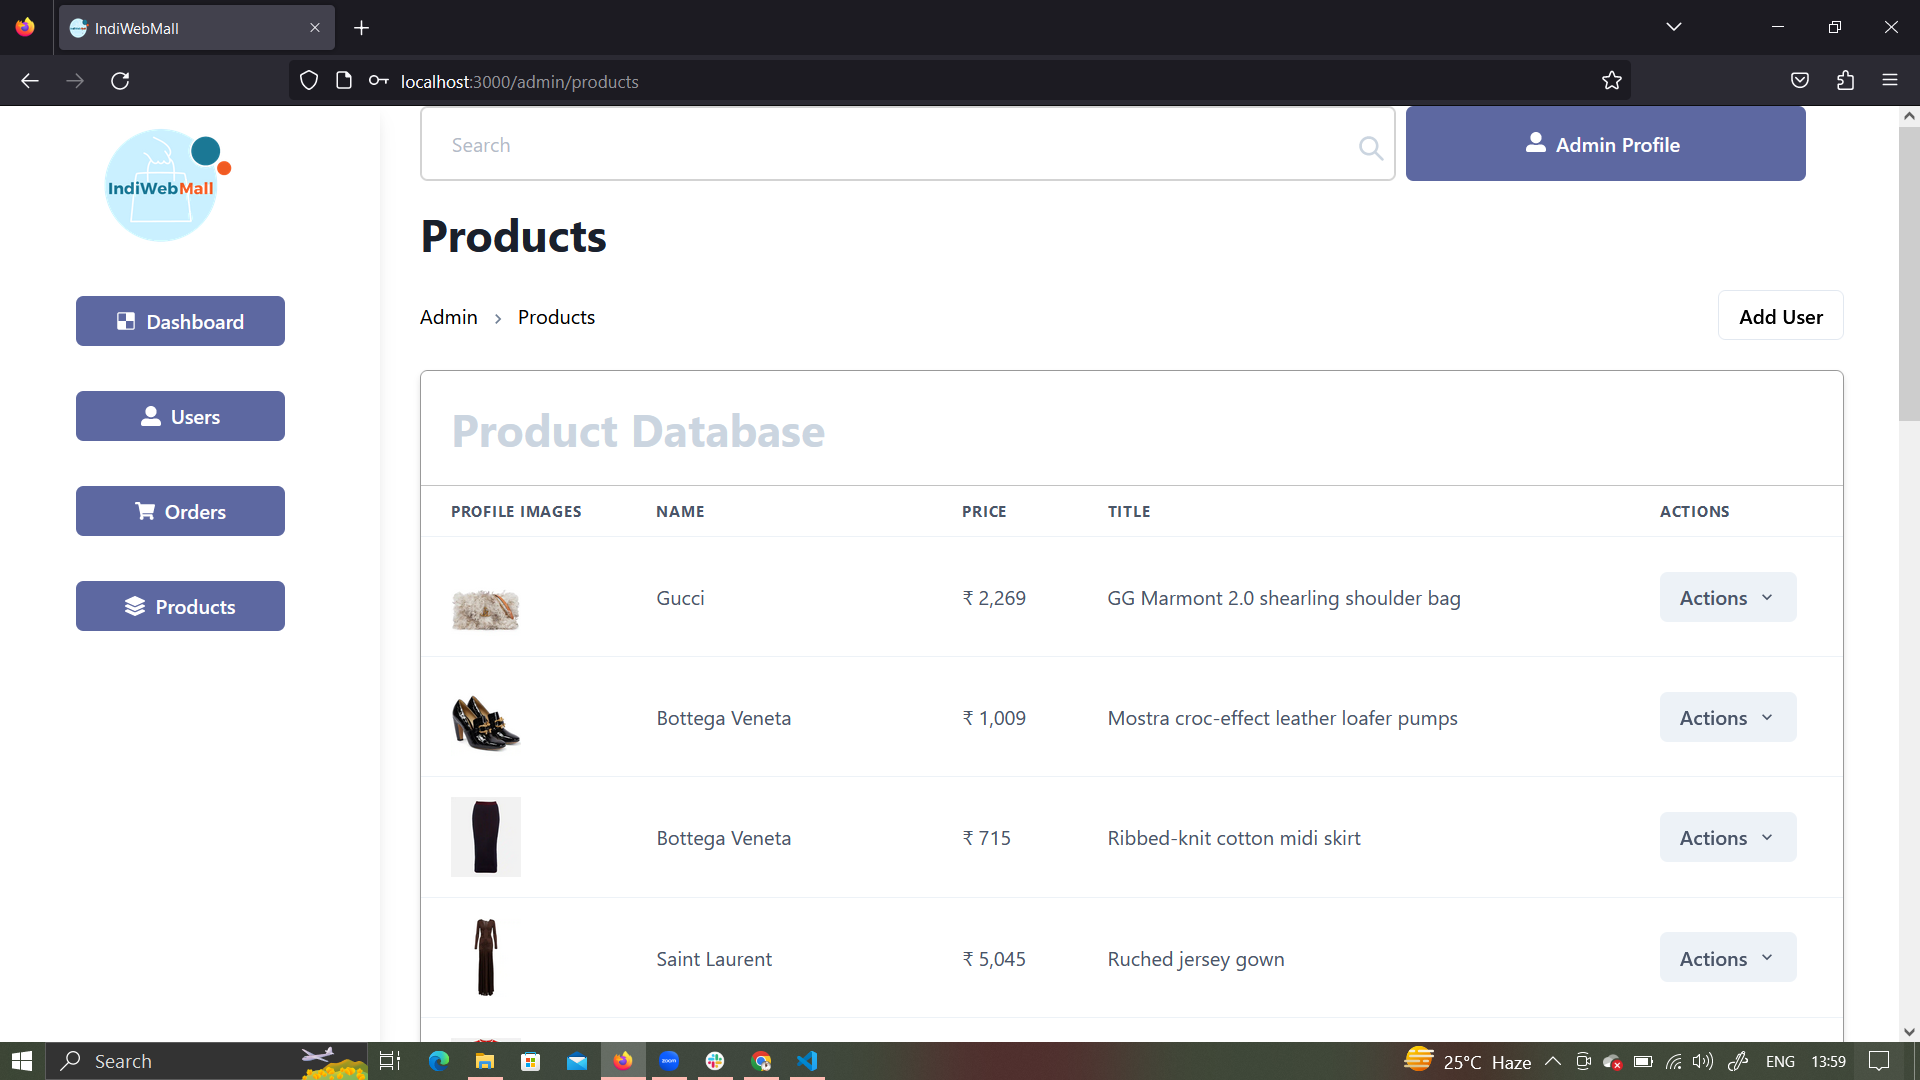 IndiWebMall
localhost:3000/admin/products
IndiWebMall
Search
Admin Profile
Products
Admin > Products
Add User
Dashboard
Users
Orders
Products
Product Database
PROFILE IMAGES NAME PRICE TITLE ACTIONS
Gucci ₹ 2,269 GG Marmont 2.0 shearling shoulder bag Actions
Bottega Veneta ₹ 1,009 Mostra croc-effect leather loafer pumps Actions
Bottega Veneta ₹ 715 Ribbed-knit cotton midi skirt Actions
Saint Laurent ₹ 5,045 Ruched jersey gown Actions
Search
zoom
25°C Haze
ENG
13:59